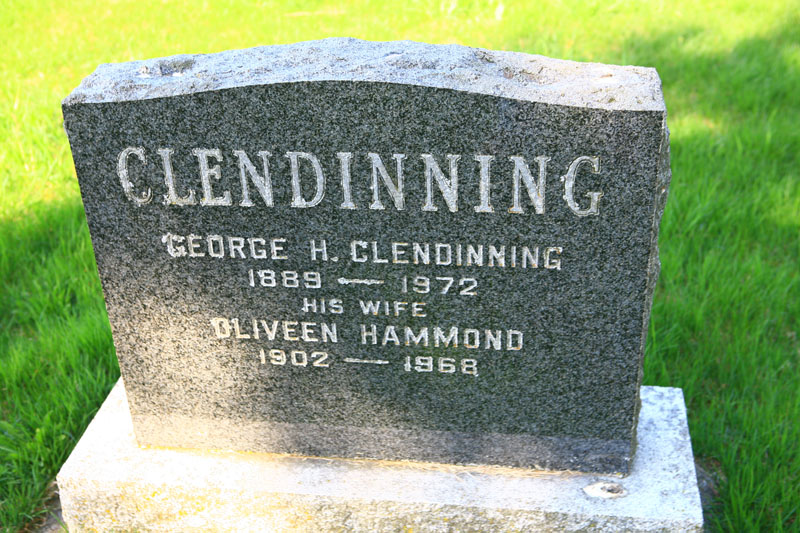 CLENDINNING
GEORGE H. CLENDINNING
1889 — 1972
HIS WIFE
OLIVEEN HAMMOND
1902 — 1968